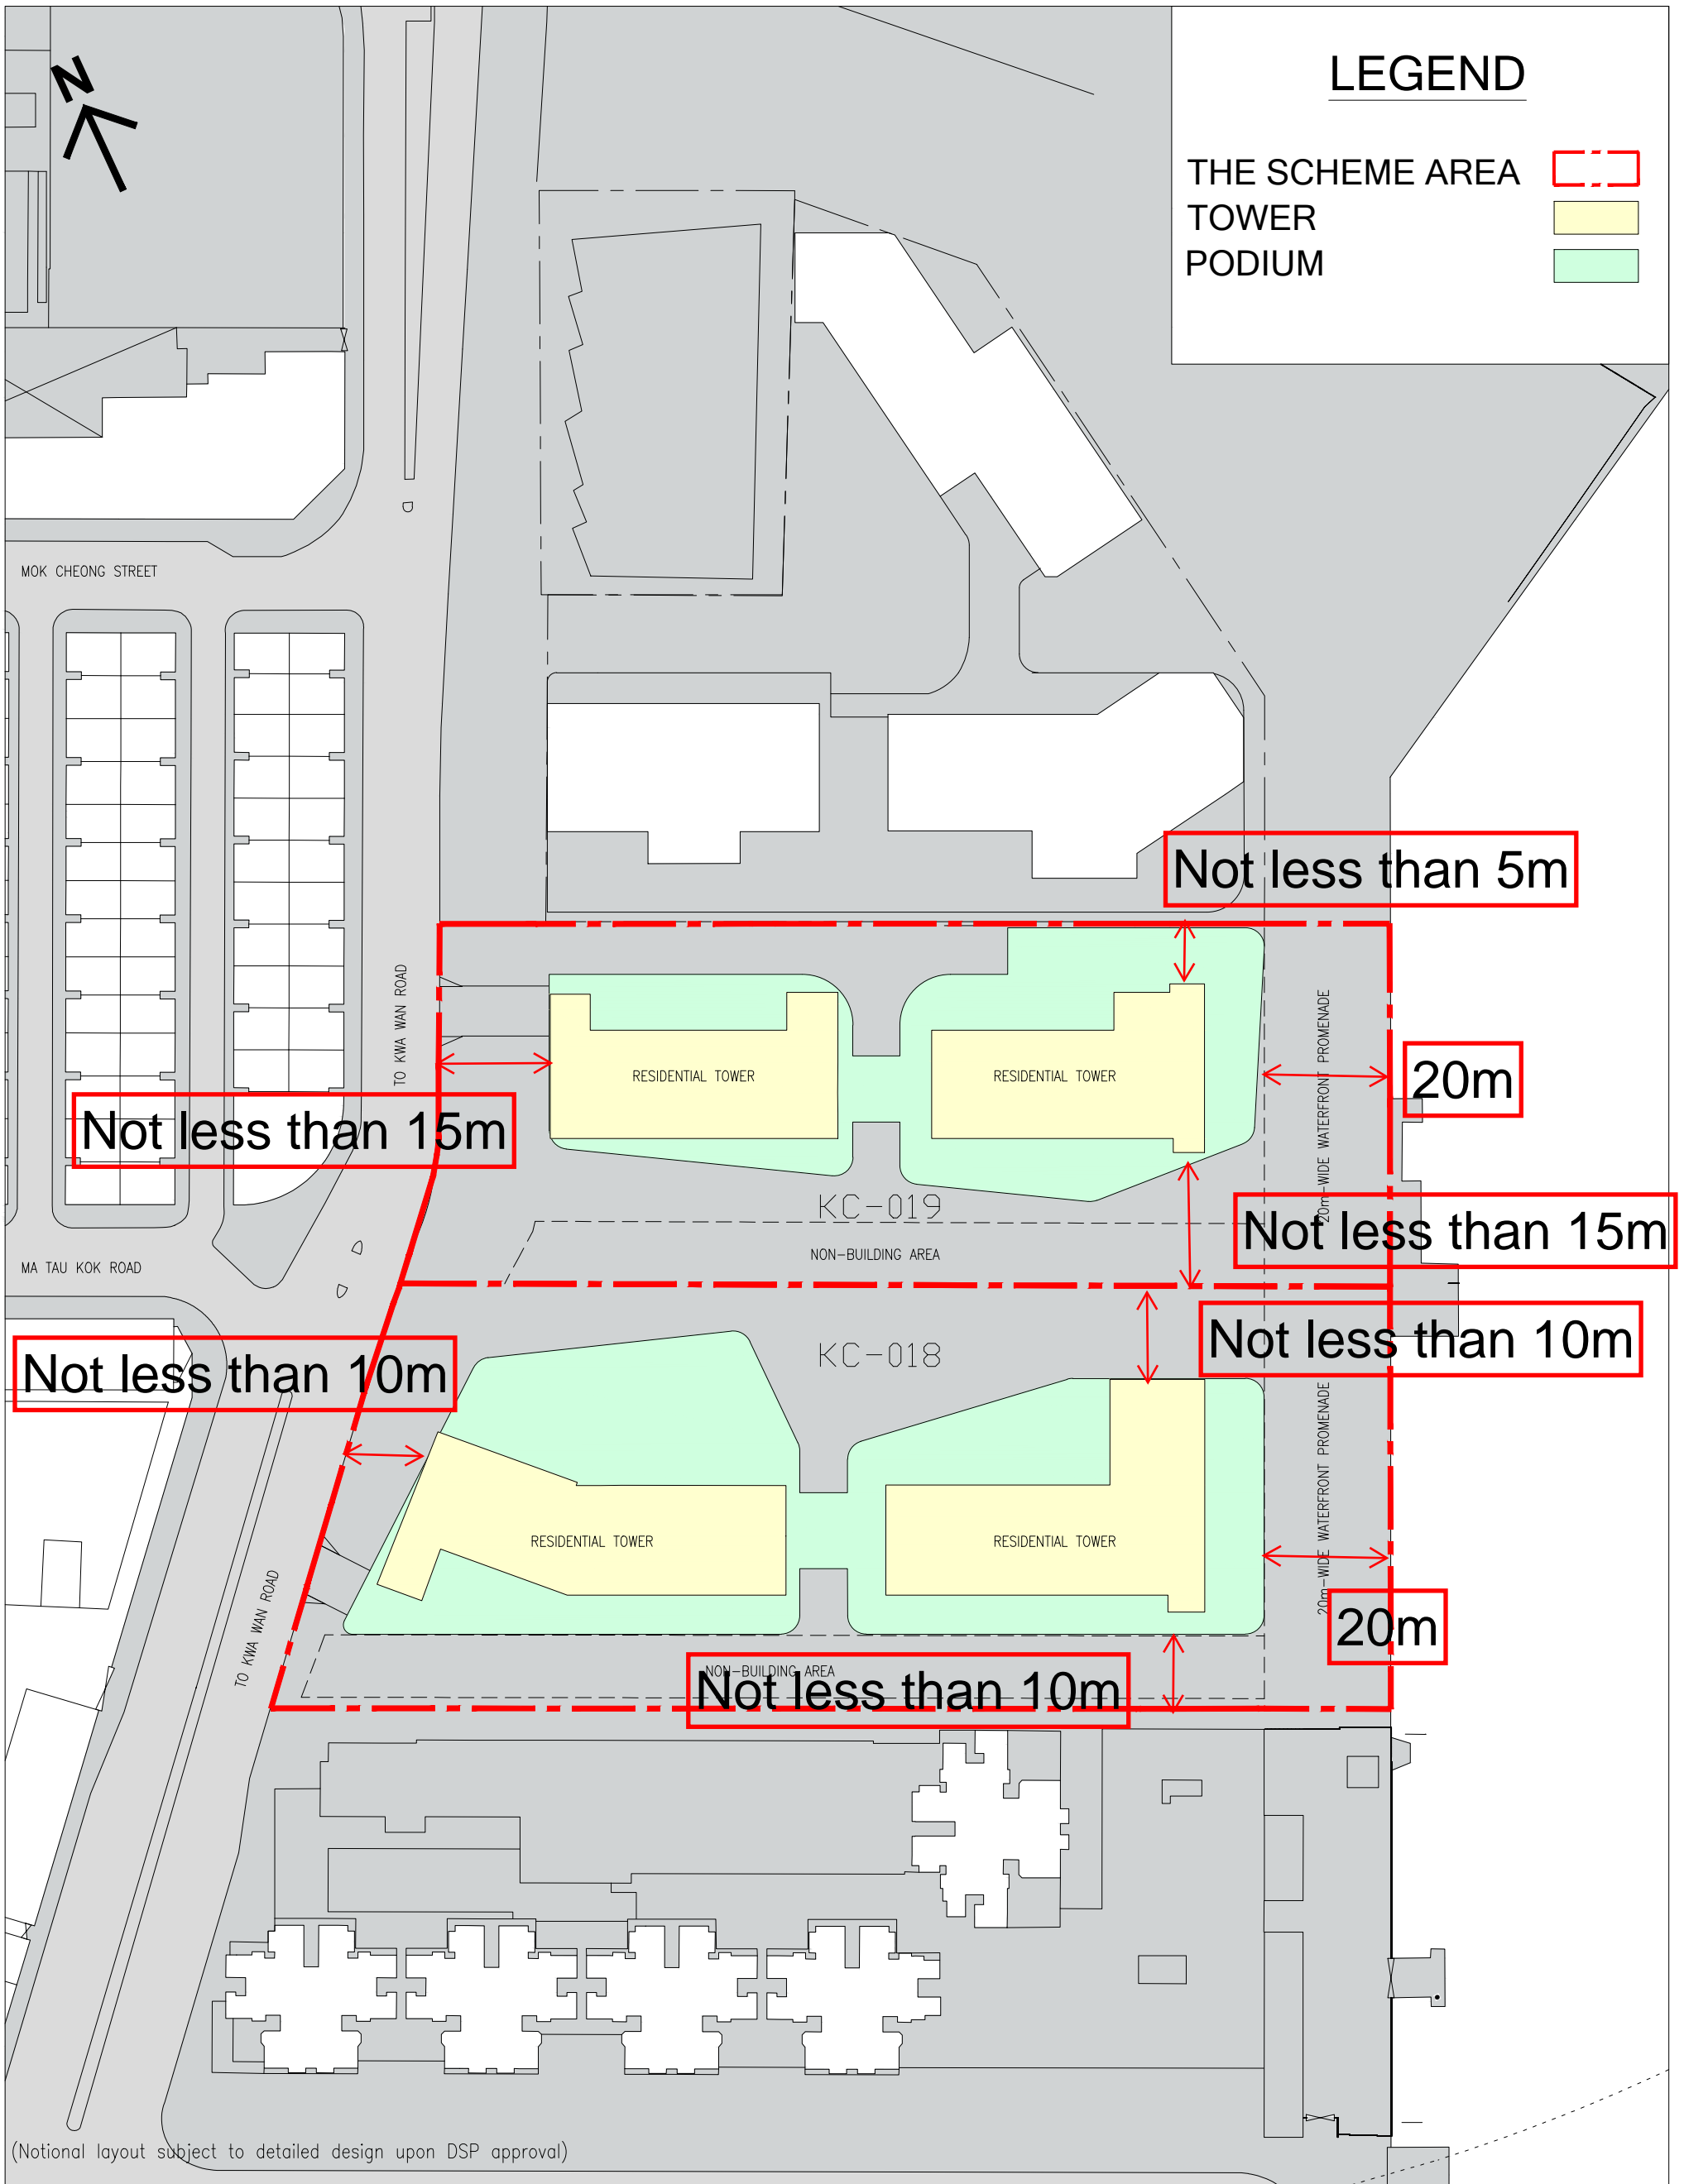 N
LEGEND
THE SCHEME AREA
TOWER
PODIUM
MOK CHEONG STREET
Not less than 5m
TO KWA WAN ROAD
RESIDENTIAL TOWER
RESIDENTIAL TOWER
20m-WIDE WATERFRONT PROMENADE
20m
Not less than 15m
KC-019
Not less than 15m
NON-BUILDING AREA
MA TAU KOK ROAD
Not less than 10m
KC-018
Not less than 10m
20m-WIDE WATERFRONT PROMENADE
RESIDENTIAL TOWER
RESIDENTIAL TOWER
TO KWA WAN ROAD
20m
NON-BUILDING AREA
Not less than 10m
(Notional layout subject to detailed design upon DSP approval)